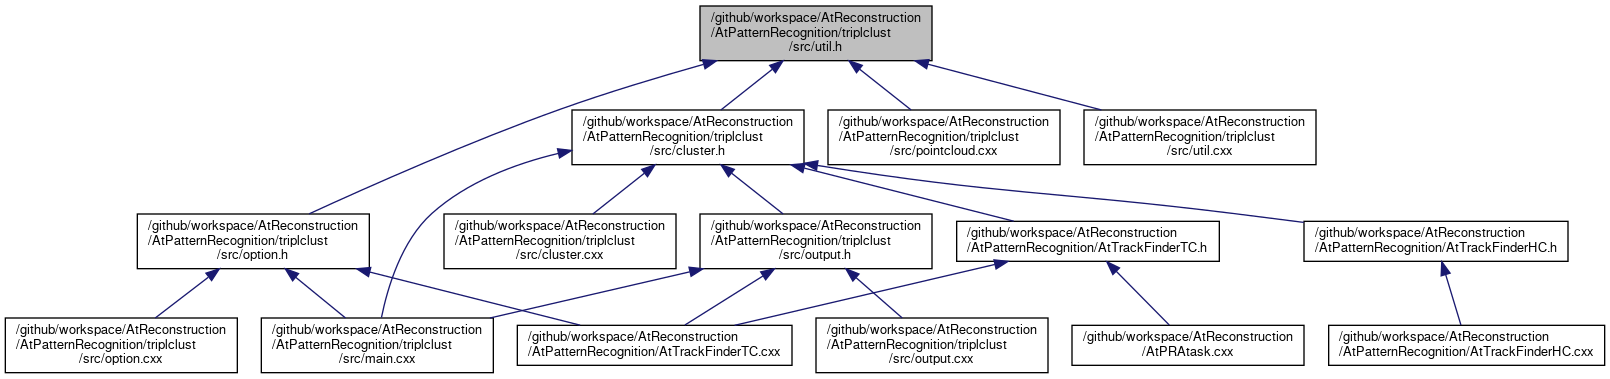 /github/workspace/AtReconstruction
/AtPatternRecognition/triplclust
/src/util.h
/github/workspace/AtReconstruction
/AtPatternRecognition/triplclust
/src/cluster.h
/github/workspace/AtReconstruction
/AtPatternRecognition/triplclust
/src/pointcloud.cxx
/github/workspace/AtReconstruction
/AtPatternRecognition/triplclust
/src/util.cxx
/github/workspace/AtReconstruction
/AtPatternRecognition/triplclust
/src/option.h
/github/workspace/AtReconstruction
/AtPatternRecognition/triplclust
/src/cluster.cxx
/github/workspace/AtReconstruction
/AtPatternRecognition/triplclust
/src/output.h
/github/workspace/AtReconstruction
/AtPatternRecognition/AtTrackFinderTC.h
/github/workspace/AtReconstruction
/AtPatternRecognition/AtTrackFinderHC.h
/github/workspace/AtReconstruction
/AtPatternRecognition/triplclust
/src/option.cxx
/github/workspace/AtReconstruction
/AtPatternRecognition/triplclust
/src/main.cxx
/github/workspace/AtReconstruction
/AtPatternRecognition/AtTrackFinderTC.cxx
/github/workspace/AtReconstruction
/AtPatternRecognition/triplclust
/src/output.cxx
/github/workspace/AtReconstruction
/AtPRAtask.cxx
/github/workspace/AtReconstruction
/AtPatternRecognition/AtTrackFinderHC.cxx